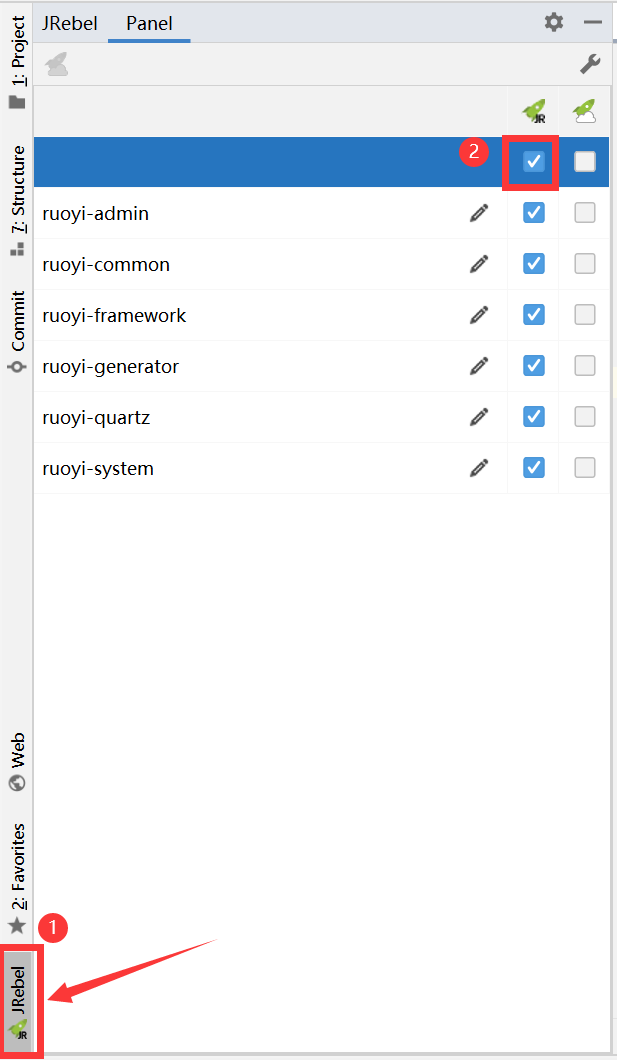 JRebel Panel
1: Project
7: Structure
Commit
JR
2
ruoyi-admin
ruoyi-common
ruoyi-framework
ruoyi-generator
ruoyi-quartz
ruoyi-system
Web
2: Favorites
1
JRebel
JR